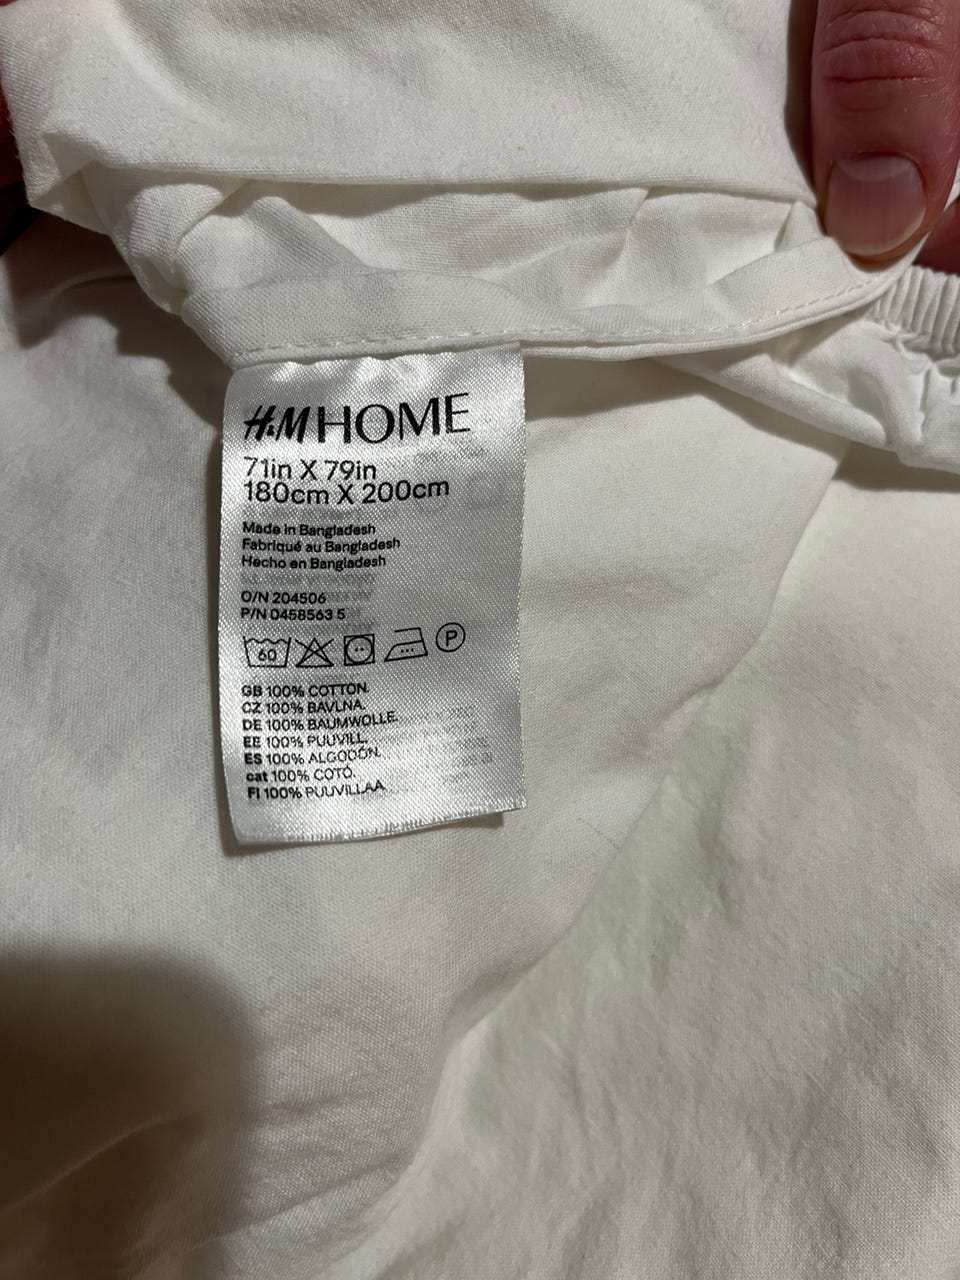 H&M HOME
71in X 79in
180cm X 200cm
Made in Bangladesh
Fabriqué au Bangladesh
Hecho en Bangladesh
O/N 204506
P/N 0458563 5
60 P
GB 100% COTTON.
CZ 100% BAVLNA.
DE 100% BAUMWOLLE.
EE 100% PUUVILL.
ES 100% ALGODÓN.
cat 100% COTÓ.
FI 100% PUUVILLAA.